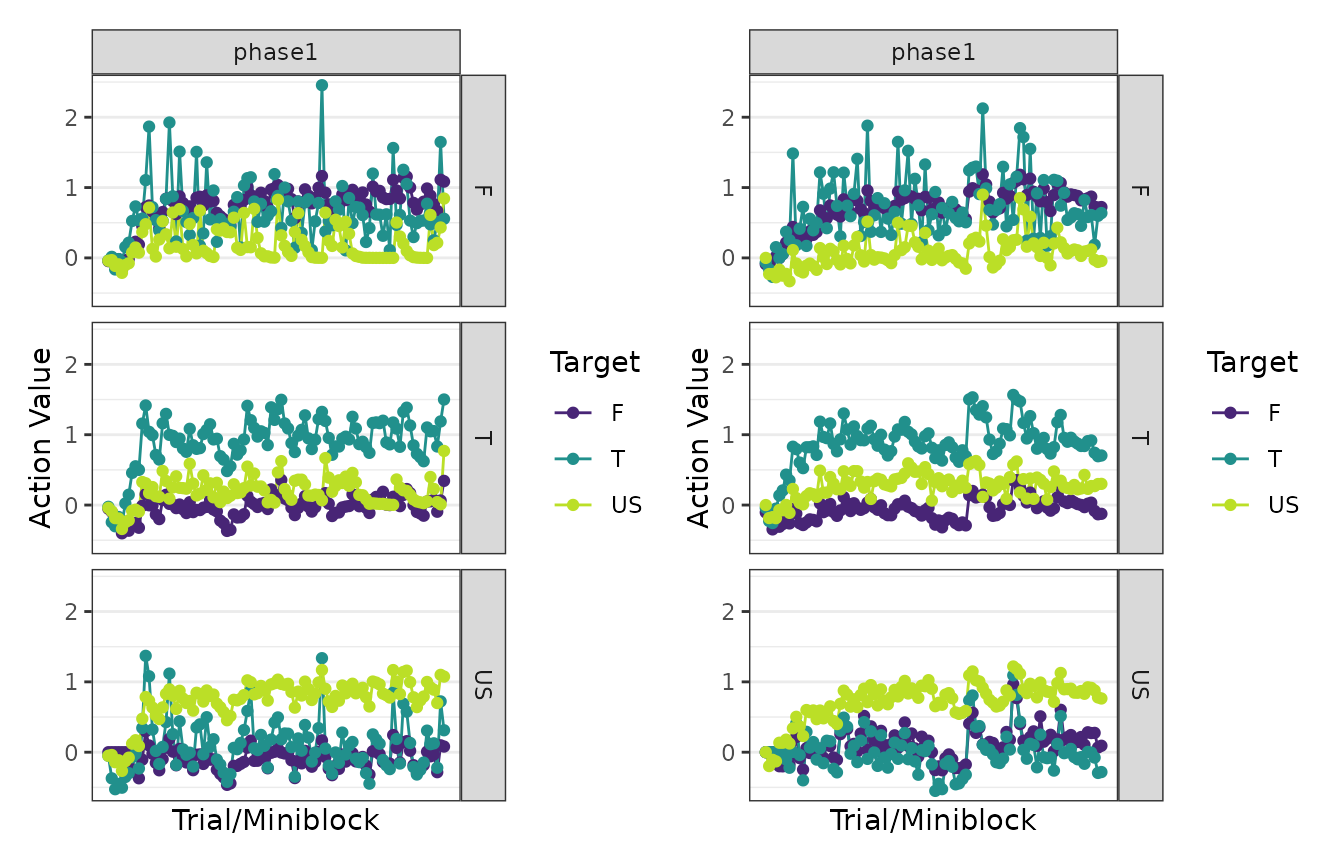 phase1
F
2
1
0
T
2
1
0
US
2
1
0
Action Value
Trial/Miniblock
Target
F
T
US
phase1
F
2
1
0
T
2
1
0
US
2
1
0
Action Value
Trial/Miniblock
Target
F
T
US